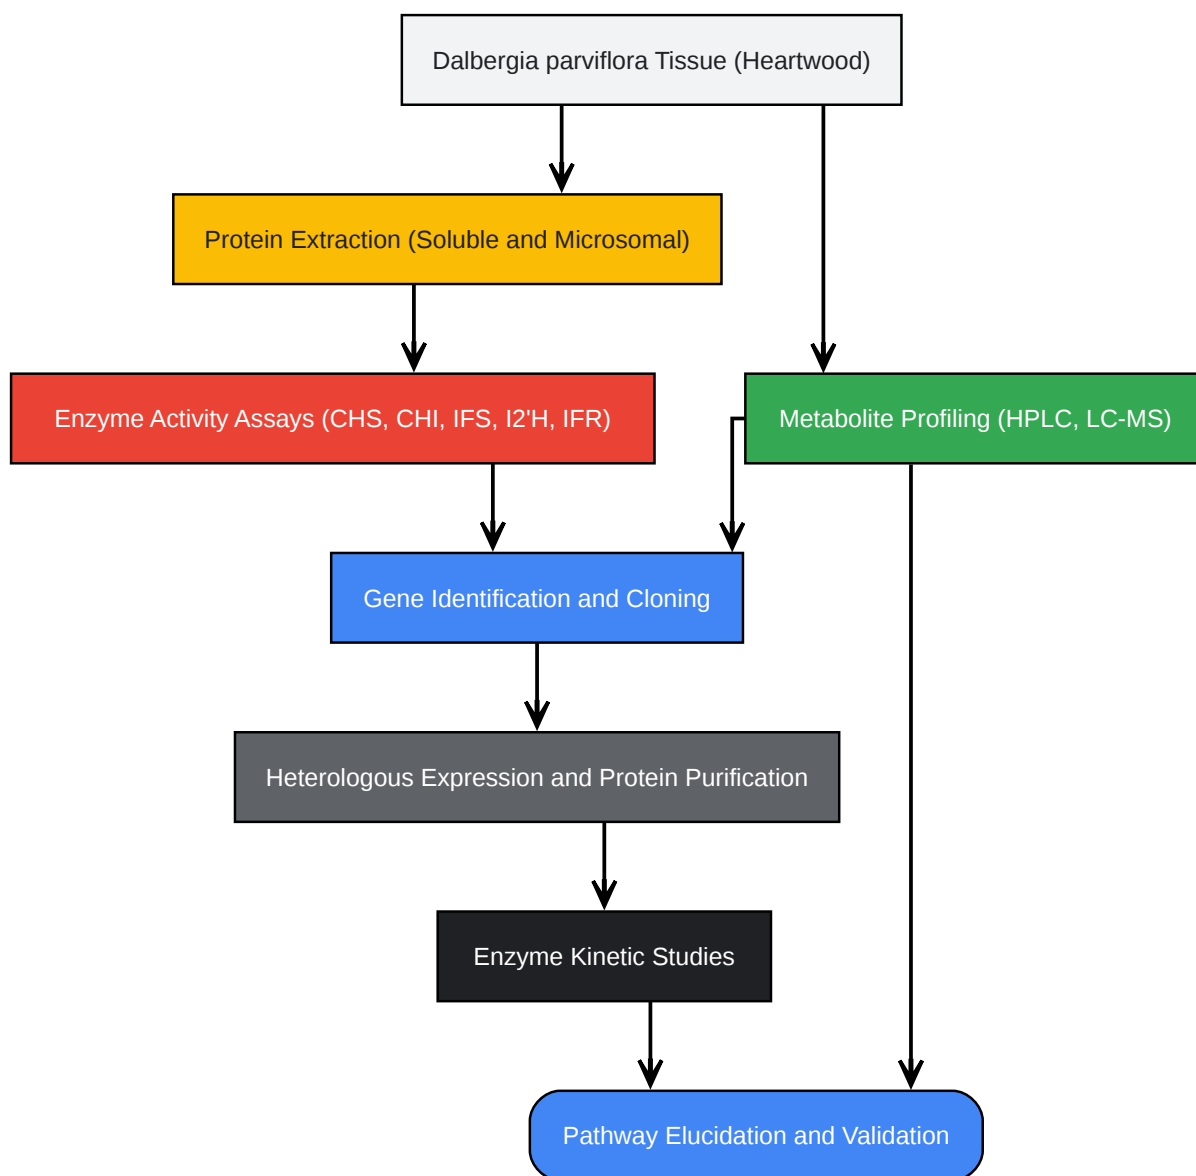 Dalbergia parviflora Tissue (Heartwood)
Protein Extraction (Soluble and Microsomal)
Enzyme Activity Assays (CHS, CHI, IFS, I2'H, IFR)
Metabolite Profiling (HPLC, LC-MS)
Gene Identification and Cloning
Heterologous Expression and Protein Purification
Enzyme Kinetic Studies
Pathway Elucidation and Validation